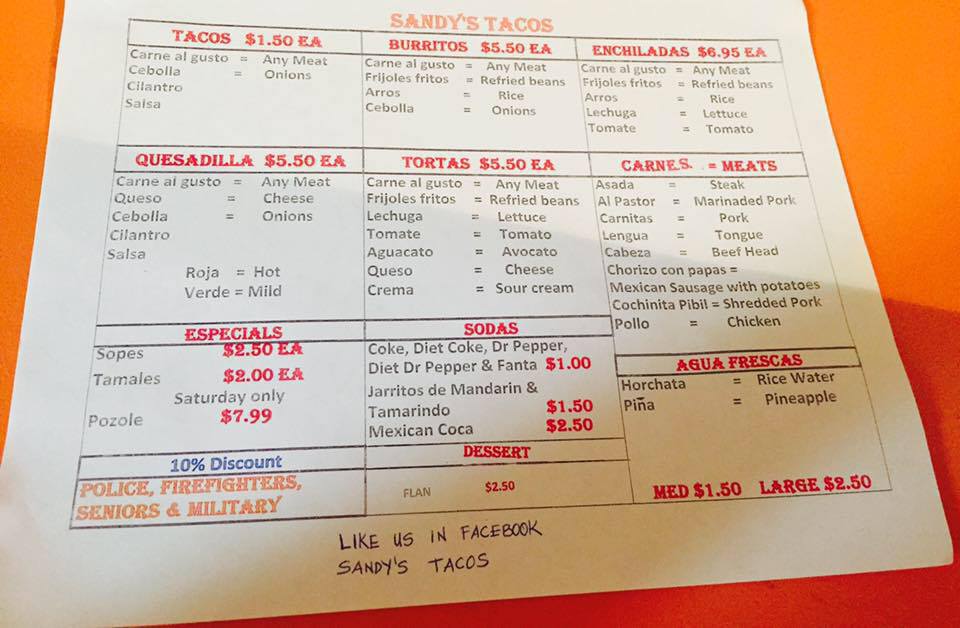 SANDY'S TACOS
TACOS $1.50 EA
Carne al gusto = Any Meat
Cebolla = Onions
Cilantro
Salsa
BURRITOS $5.50 EA
Carne al gusto = Any Meat
Frijoles fritos = Refried beans
Arros = Rice
Cebolla = Onions
ENCHILADAS $6.95 EA
Carne al gusto = Any Meat
Frijoles fritos = Refried beans
Arros = Rice
Lechuga = Lettuce
Tomate = Tomato
QUESADILLA $5.50 EA
Carne al gusto = Any Meat
Queso = Cheese
Cebolla = Onions
Cilantro
Salsa
Roja = Hot
Verde = Mild
TORTAS $5.50 EA
Carne al gusto = Any Meat
Frijoles fritos = Refried beans
Lechuga = Lettuce
Tomate = Tomato
Aguacato = Avocato
Queso = Cheese
Crema = Sour cream
CARNES. = MEATS
Asada = Steak
Al Pastor = Marinaded Pork
Carnitas = Pork
Lengua = Tongue
Cabeza = Beef Head
Chorizo con papas =
Mexican Sausage with potatoes
Cochinita Pibil = Shredded Pork
Pollo = Chicken
ESPECIALS
Sopes $2.50 EA
Tamales $2.00 EA
Saturday only
Pozole $7.99
10% Discount
POLICE, FIREFIGHTERS,
SENIORS & MILITARY
SODAS
Coke, Diet Coke, Dr Pepper,
Diet Dr Pepper & Fanta $1.00
Jarritos de Mandarin &
Tamarindo $1.50
Mexican Coca $2.50
DESSERT
FLAN $2.50
AGUA FRESCAS
Horchata = Rice Water
Piña = Pineapple
MED $1.50 LARGE $2.50
LIKE US IN FACEBOOK
SANDY'S TACOS